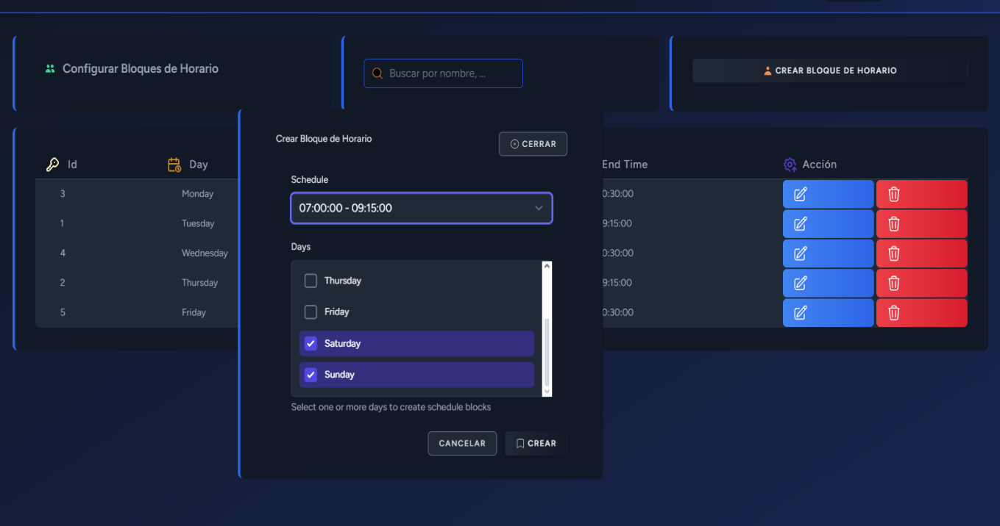 Configurar Bloques de Horario
Buscar por nombre, ...
CREAR BLOQUE DE HORARIO
Crear Bloque de Horario
CERRAR
Schedule
07:00:00 - 09:15:00
Days
Thursday
Friday
Saturday
Sunday
Select one or more days to create schedule blocks
CANCELAR
CREAR
Id Day End Time Acción
3 Monday 0:30:00
1 Tuesday 9:15:00
4 Wednesday 0:30:00
2 Thursday 9:15:00
5 Friday 0:30:00